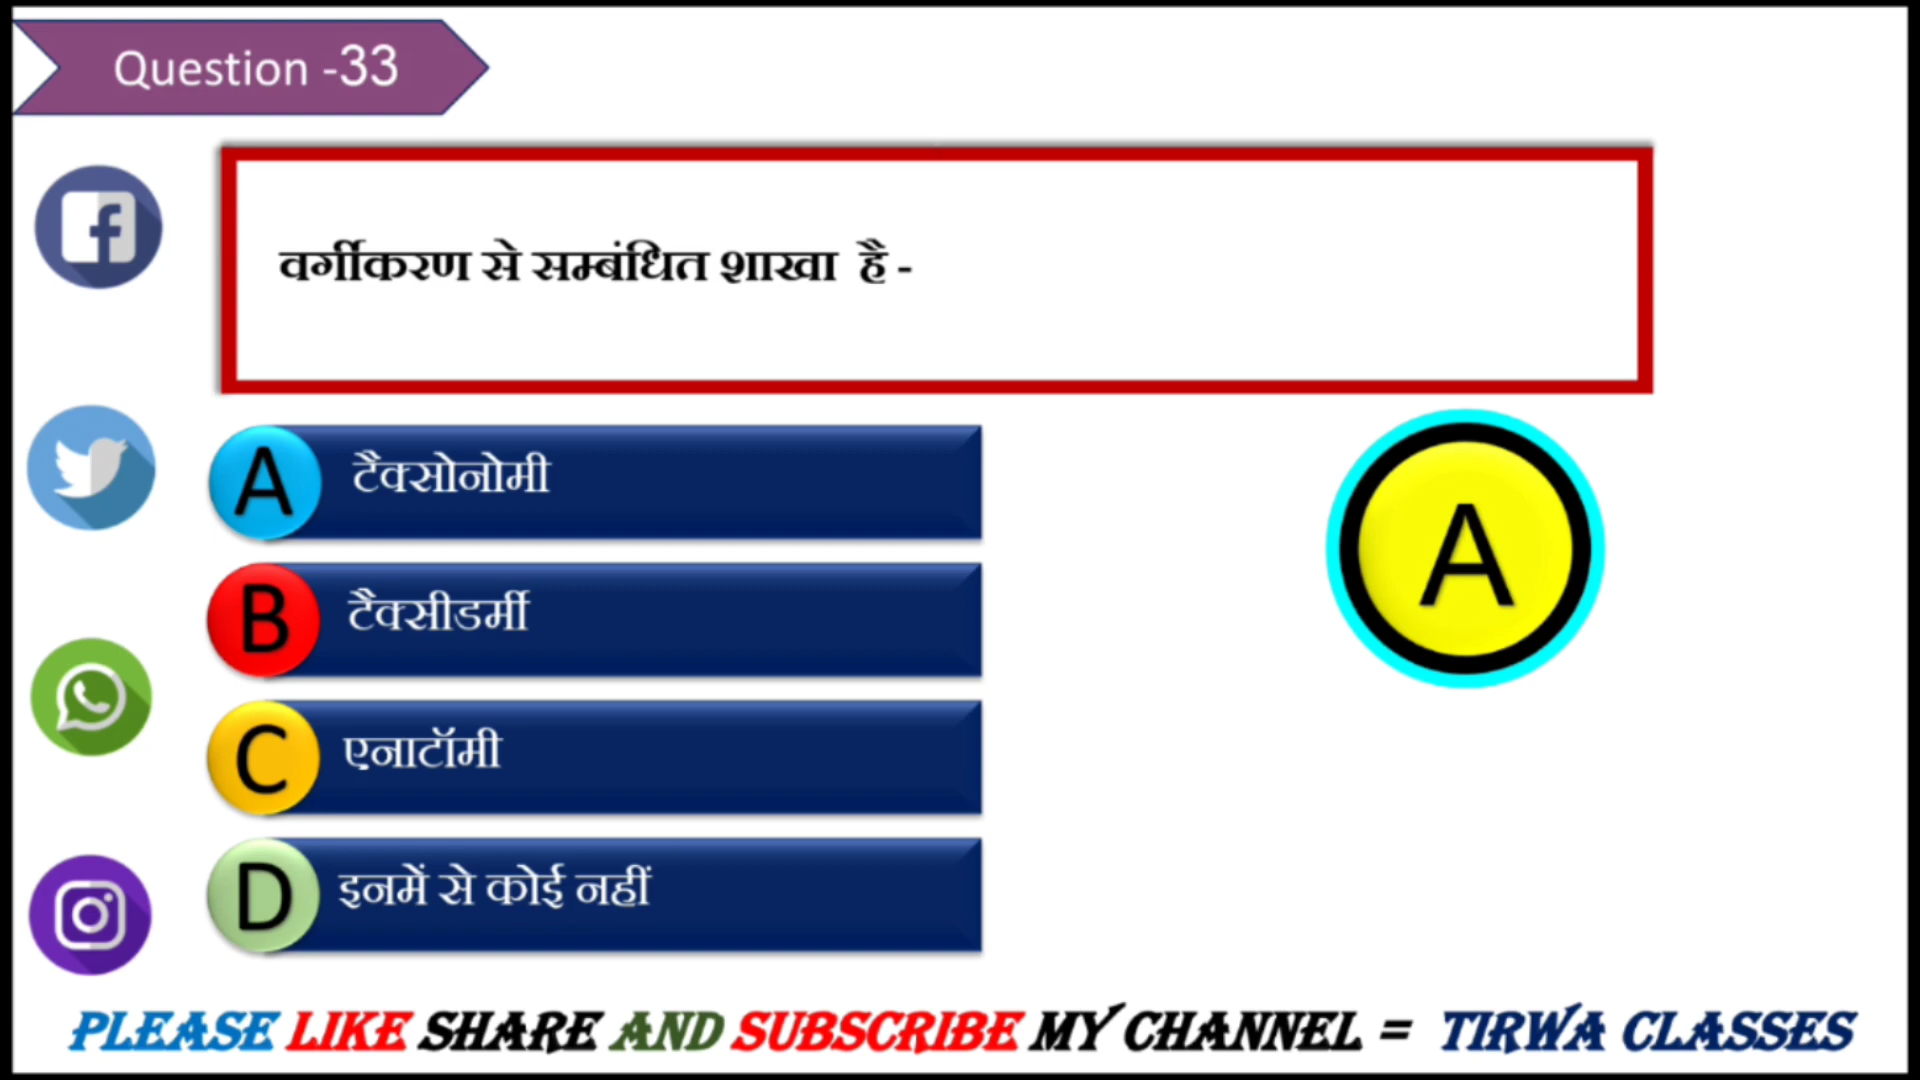 Question -33
वर्गीकरण से सम्बंधित शाखा है -
A टैक्सोनोमी
A
B टैक्सीडर्मी
C एनाटॉमी
D इनमें से कोई नहीं
PLEASE LIKE SHARE AND SUBSCRIBE MY CHANNEL = TIRWA CLASSES